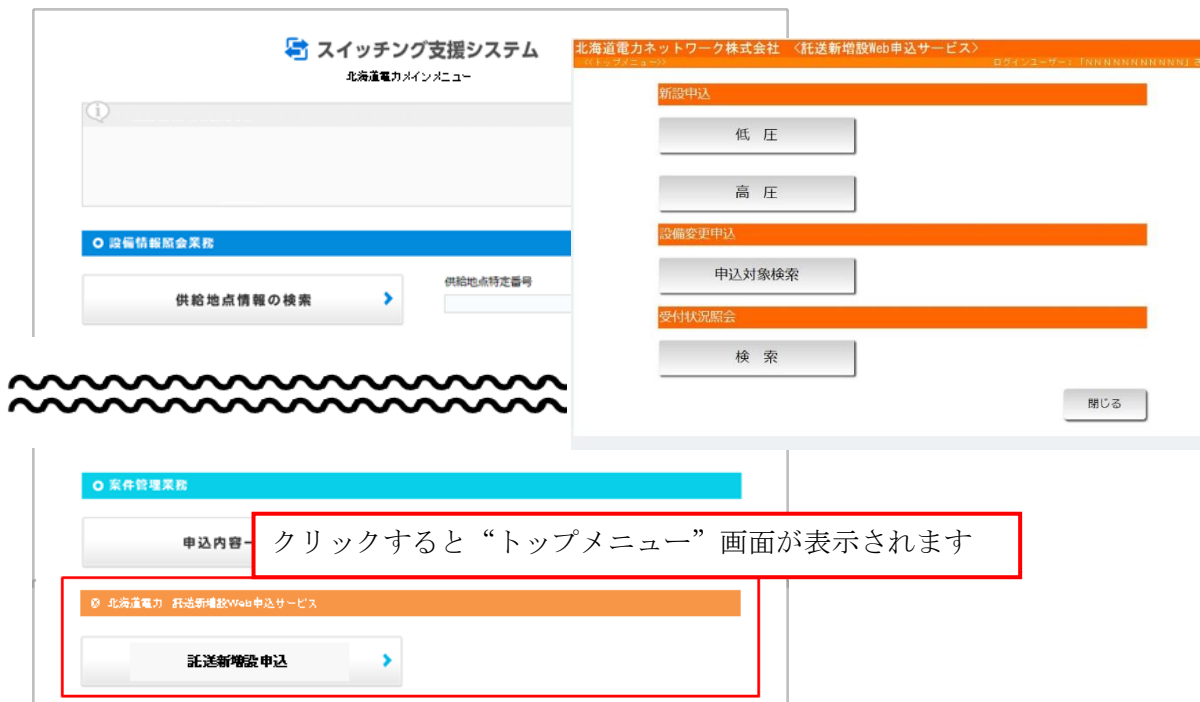 スイッチング支援システム
北海道電力メインメニュー
設備情報照会業務
供給地点情報の検索
供給地点特定番号
北海道電力ネットワーク株式会社 〈託送新増設Web申込サービス〉
<<トップメニュー>>
ログインユーザー：「NNNNNNNNNNNN」さ
新設申込
低 圧
高 圧
設備変更申込
申込対象検索
受付状況照会
検 索
閉じる
案件管理業務
申込内容一
クリックすると“トップメニュー”画面が表示されます
北海道電力 託送新増設Web申込サービス
託送新増設申込